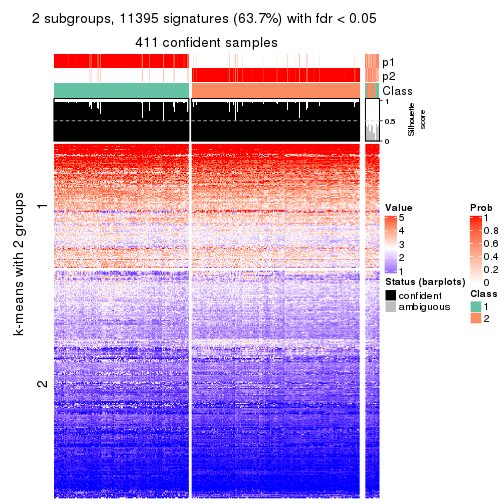 2 subgroups, 11395 signatures (63.7%) with fdr < 0.05
411 confident samples
p1
p2
Class
1
0.5
0
Silhouette
score
k-means with 2 groups
1
2
Value
5
4
3
2
1
Prob
1
0.8
0.6
0.4
0.2
0
Status (barplots)
confident
ambiguous
Class
1
2